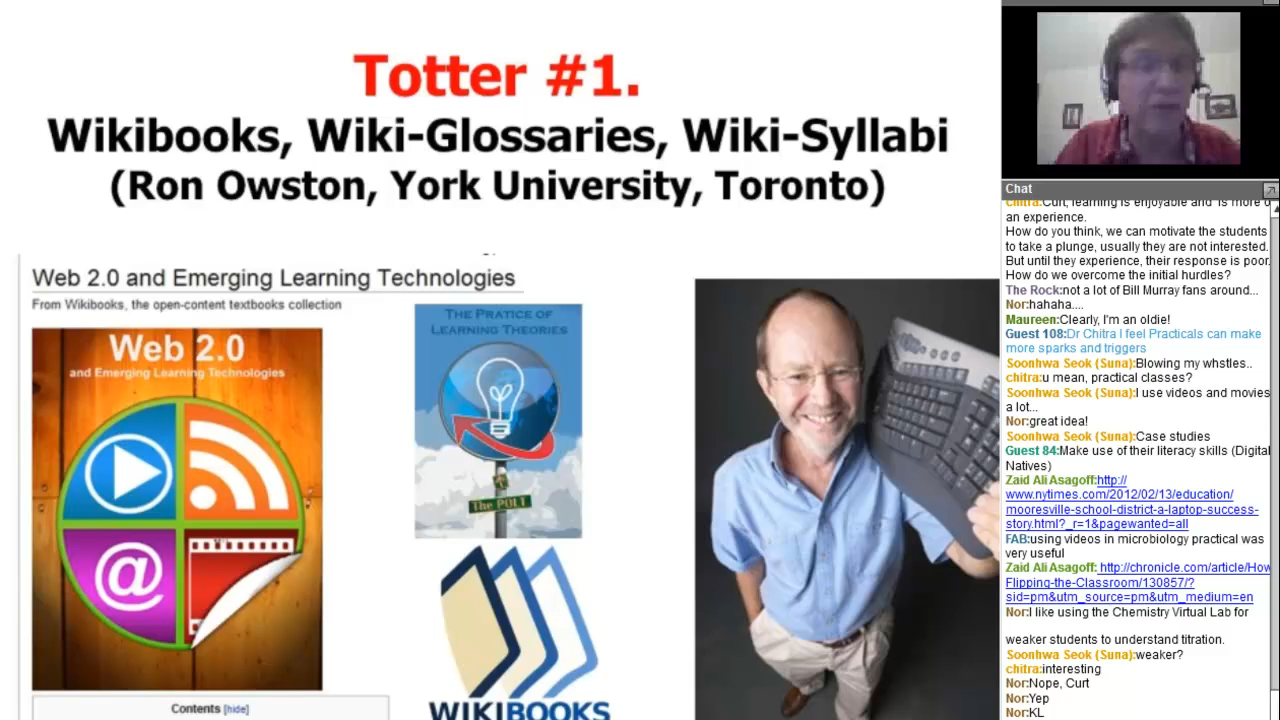 Totter #1.
Wikibooks, Wiki-Glossaries, Wiki-Syllabi
(Ron Owston, York University, Toronto)
Web 2.0 and Emerging Learning Technologies
From Wikibooks, the open-content textbooks collection
Web 2.0
and Emerging Learning Technologies
THE PRATICE OF
LEARNING THEORIES
The POLT
WIKIBOOKS
Contents [hide]
Chat
chitra:Curt, learning is enjoyable and is more o
an experience.
How do you think, we can motivate the students
to take a plunge, usually they are not interested.
But until they experience, their response is poor.
How do we overcome the initial hurdles?
The Rock:not a lot of Bill Murray fans around...
Nor:hahaha....
Maureen:Clearly, I'm an oldie!
Guest 108:Dr Chitra I feel Practicals can make
more sparks and triggers
Soonhwa Seok (Suna):Blowing my whstles..
chitra:u mean, practical classes?
Soonhwa Seok (Suna):I use videos and movies
a lot...
Nor:great idea!
Soonhwa Seok (Suna):Case studies
Guest 84:Make use of their literacy skills (Digital
Natives)
Zaid Ali Asagoff:http://
www.nytimes.com/2012/02/13/education/
mooresville-school-district-a-laptop-success-
story.html?_r=1&pagewanted=all
FAB:using videos in microbiology practical was
very useful
Zaid Ali Asagoff: http://chronicle.com/article/How
Flipping-the-Classroom/130857/?
sid=pm&utm_source=pm&utm_medium=en
Nor:I like using the Chemistry Virtual Lab for
weaker students to understand titration.
Soonhwa Seok (Suna):weaker?
chitra:interesting
Nor:Nope, Curt
Nor:Yep
Nor:KL